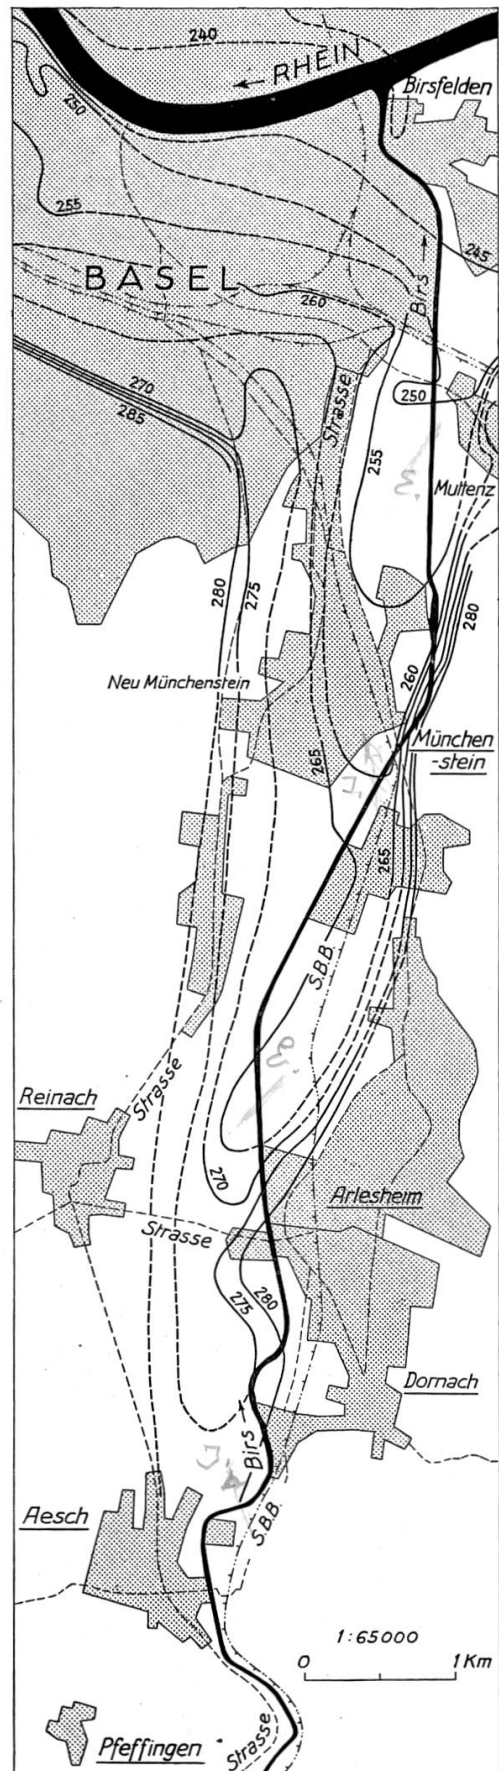 240
← RHEIN
Birsfelden
250
255
245
BASEL
260
Birs →
270
285
Strasse
250
255
Muttenz
280
275
280
Neu Münchenstein
260
München
-stein
265
265
S.B.B.
Strasse
Reinach
270
Arlesheim
Strasse
275
280
Dornach
Birs →
Aesch
S.B.B.
1:65000
0 1 Km
Strasse
Pfeffingen